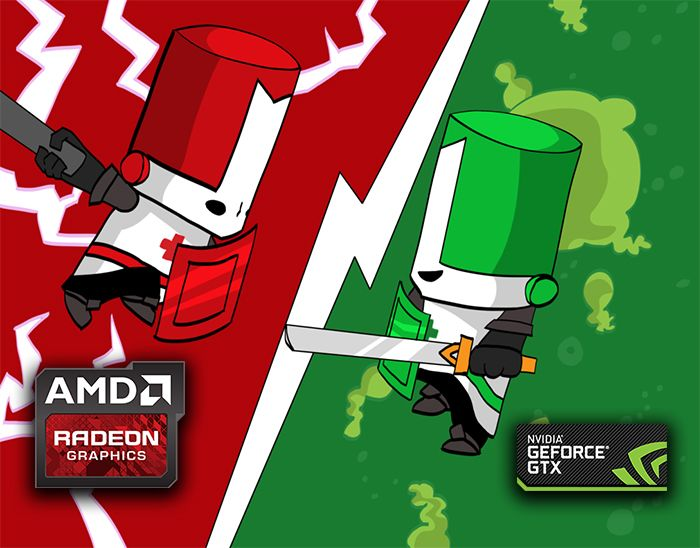 AMD
RADEON
GRAPHICS
NVIDIA®
GEFORCE®
GTX